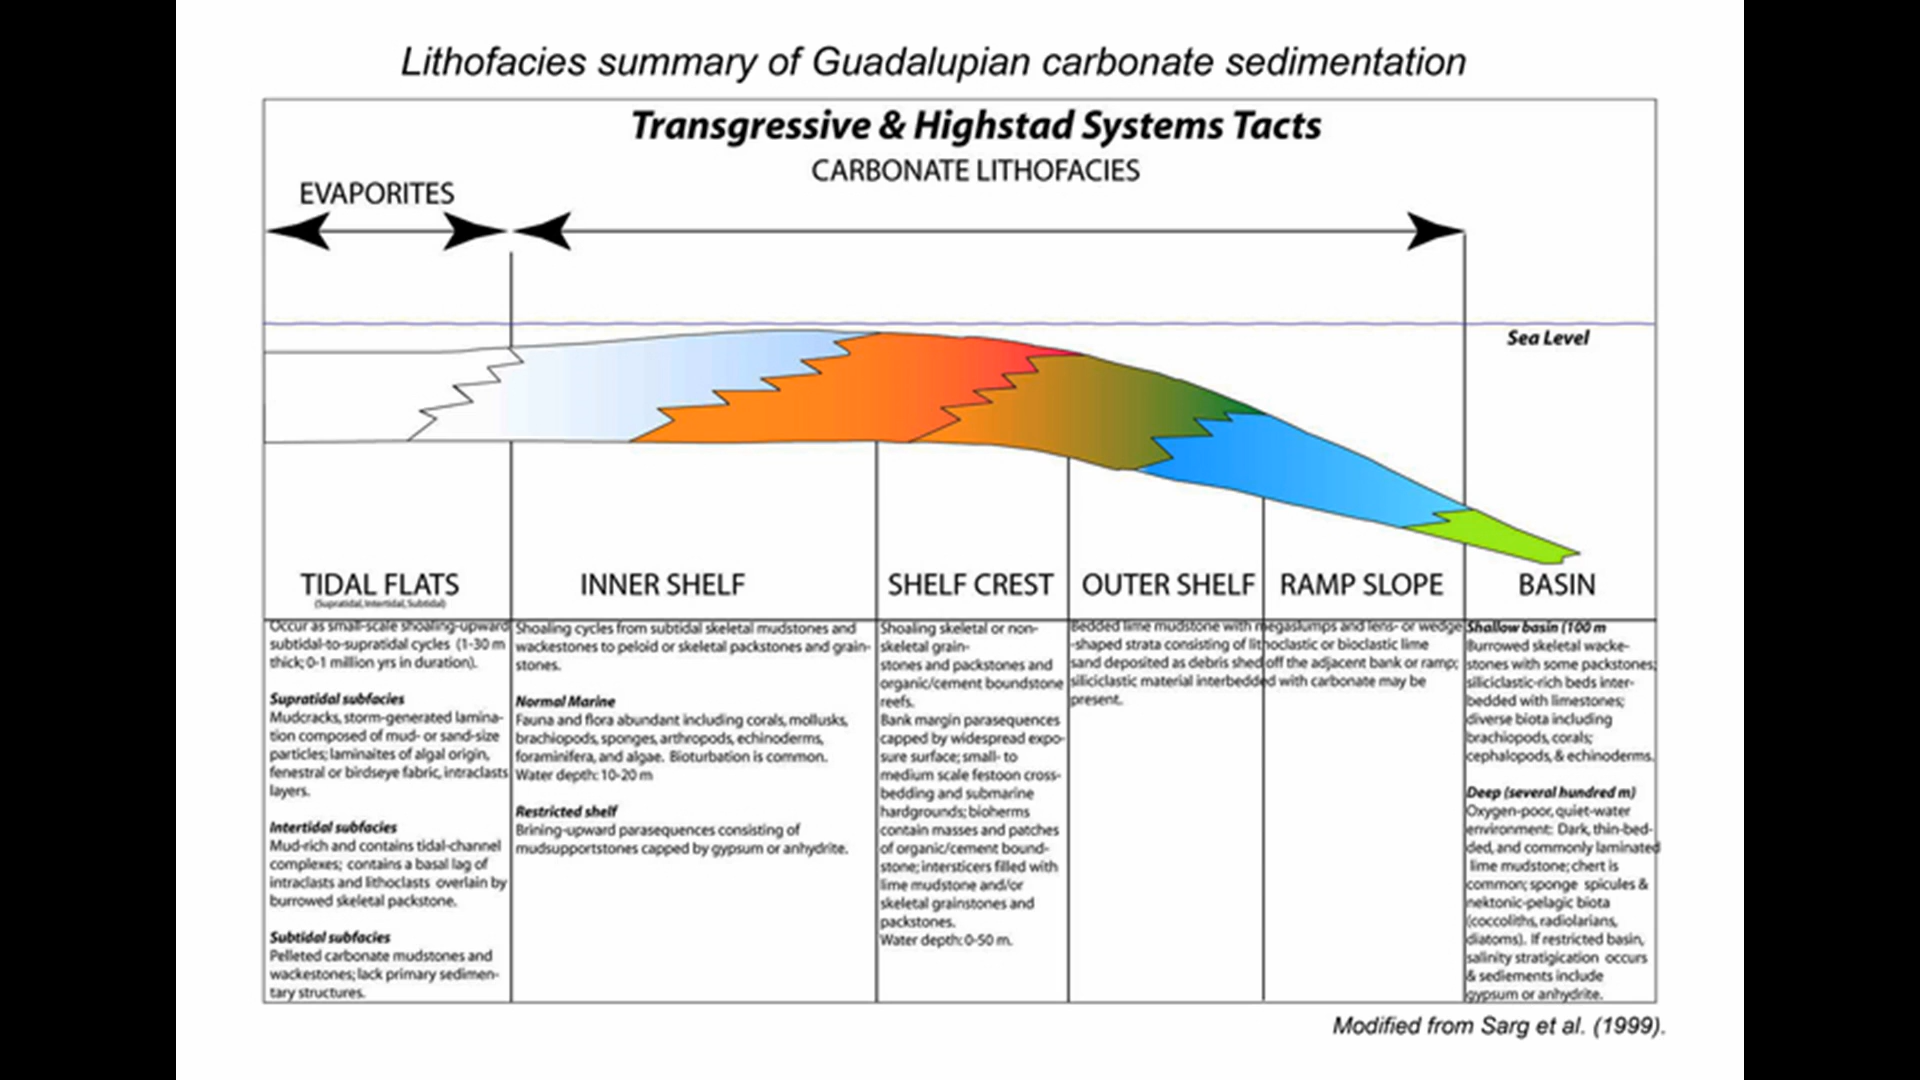 Lithofacies summary of Guadalupian carbonate sedimentation
Transgressive & Highstad Systems Tacts
CARBONATE LITHOFACIES
EVAPORITES
Sea Level
TIDAL FLATS
(Supratidal, Intertidal, Subtidal)
INNER SHELF
SHELF CREST
OUTER SHELF
RAMP SLOPE
BASIN
Occur as small-scale shoaling-upward
subtidal-to-supratidal cycles (1-30 m
thick; 0-1 million yrs in duration).
Supratidal subfacies
Mudcracks, storm-generated lamina-
tion composed of mud- or sand-size
particles; laminaites of algal origin,
fenestral or birdseye fabric, intraclasts
layers.
Intertidal subfacies
Mud-rich and contains tidal-channel
complexes; contains a basal lag of
intraclasts and lithoclasts overlain by
burrowed skeletal packstone.
Subtidal subfacies
Pelleted carbonate mudstones and
wackestones; lack primary sedimen-
tary structures.
Shoaling cycles from subtidal skeletal mudstones and
wackestones to peloid or skeletal packstones and grain-
stones.
Normal Marine
Fauna and flora abundant including corals, mollusks,
brachiopods, sponges, arthropods, echinoderms,
foraminifera, and algae. Bioturbation is common.
Water depth: 10-20 m
Restricted shelf
Brining-upward parasequences consisting of
mudsupportstones capped by gypsum or anhydrite.
Shoaling skeletal or non-
skeletal grain-
stones and packstones and
organic/cement boundstone
reefs.
Bank margin parasequences
capped by widespread expo-
sure surface; small- to
medium scale festoon cross-
bedding and submarine
hardgrounds; bioherms
contain masses and patches
of organic/cement bound-
stone; intersticers filled with
lime mudstone and/or
skeletal grainstones and
packstones.
Water depth: 0-50 m.
Bedded lime mudstone with megaslumps and lens- or wedge
-shaped strata consisting of lithoclastic or bioclastic lime
sand deposited as debris shed off the adjacent bank or ramp;
siliciclastic material interbedded with carbonate may be
present.
Shallow basin (100 m
Burrowed skeletal wacke-
stones with some packstones;
siliciclastic-rich beds inter-
bedded with limestones;
diverse biota including
brachiopods, corals;
cephalopods, & echinoderms.
Deep (several hundred m)
Oxygen-poor, quiet-water
environment: Dark, thin-bed-
ded, and commonly laminated
lime mudstone; chert is
common; sponge spicules &
nektonic-pelagic biota
(coccoliths, radiolarians,
diatoms). If restricted basin,
salinity stratigication occurs
& sediements include
gypsum or anhydrite.
Modified from Sarg et al. (1999).